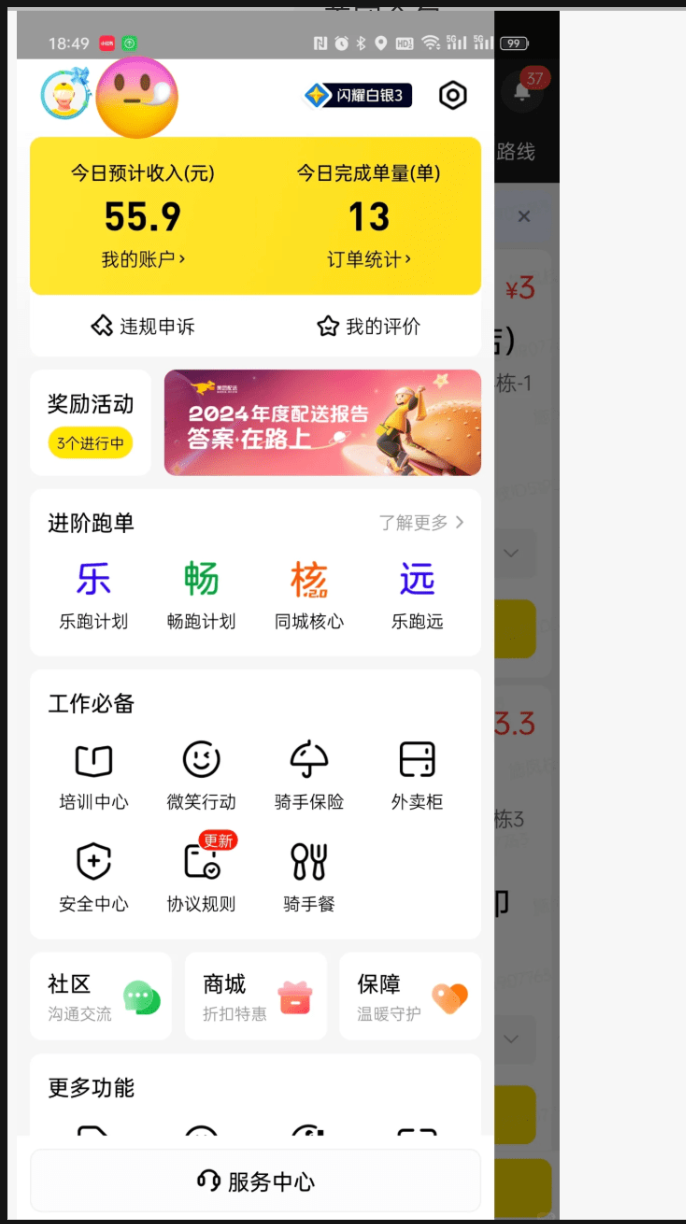 18:49
HD
5G
5G
99
闪耀白银3
37
路线
今日预计收入(元)
今日完成单量(单)
55.9
13
我的账户
订单统计
¥3
违规申诉
我的评价
栋-1
奖励活动
3个进行中
美团配送
2024年度配送报告
答案·在路上
进阶跑单
了解更多
乐
畅
核
2.0
远
乐跑计划
畅跑计划
同城核心
乐跑远
工作必备
3.3
培训中心
微笑行动
骑手保险
外卖柜
栋3
更新
安全中心
协议规则
骑手餐
社区
沟通交流
商城
折扣特惠
保障
温暖守护
更多功能
服务中心